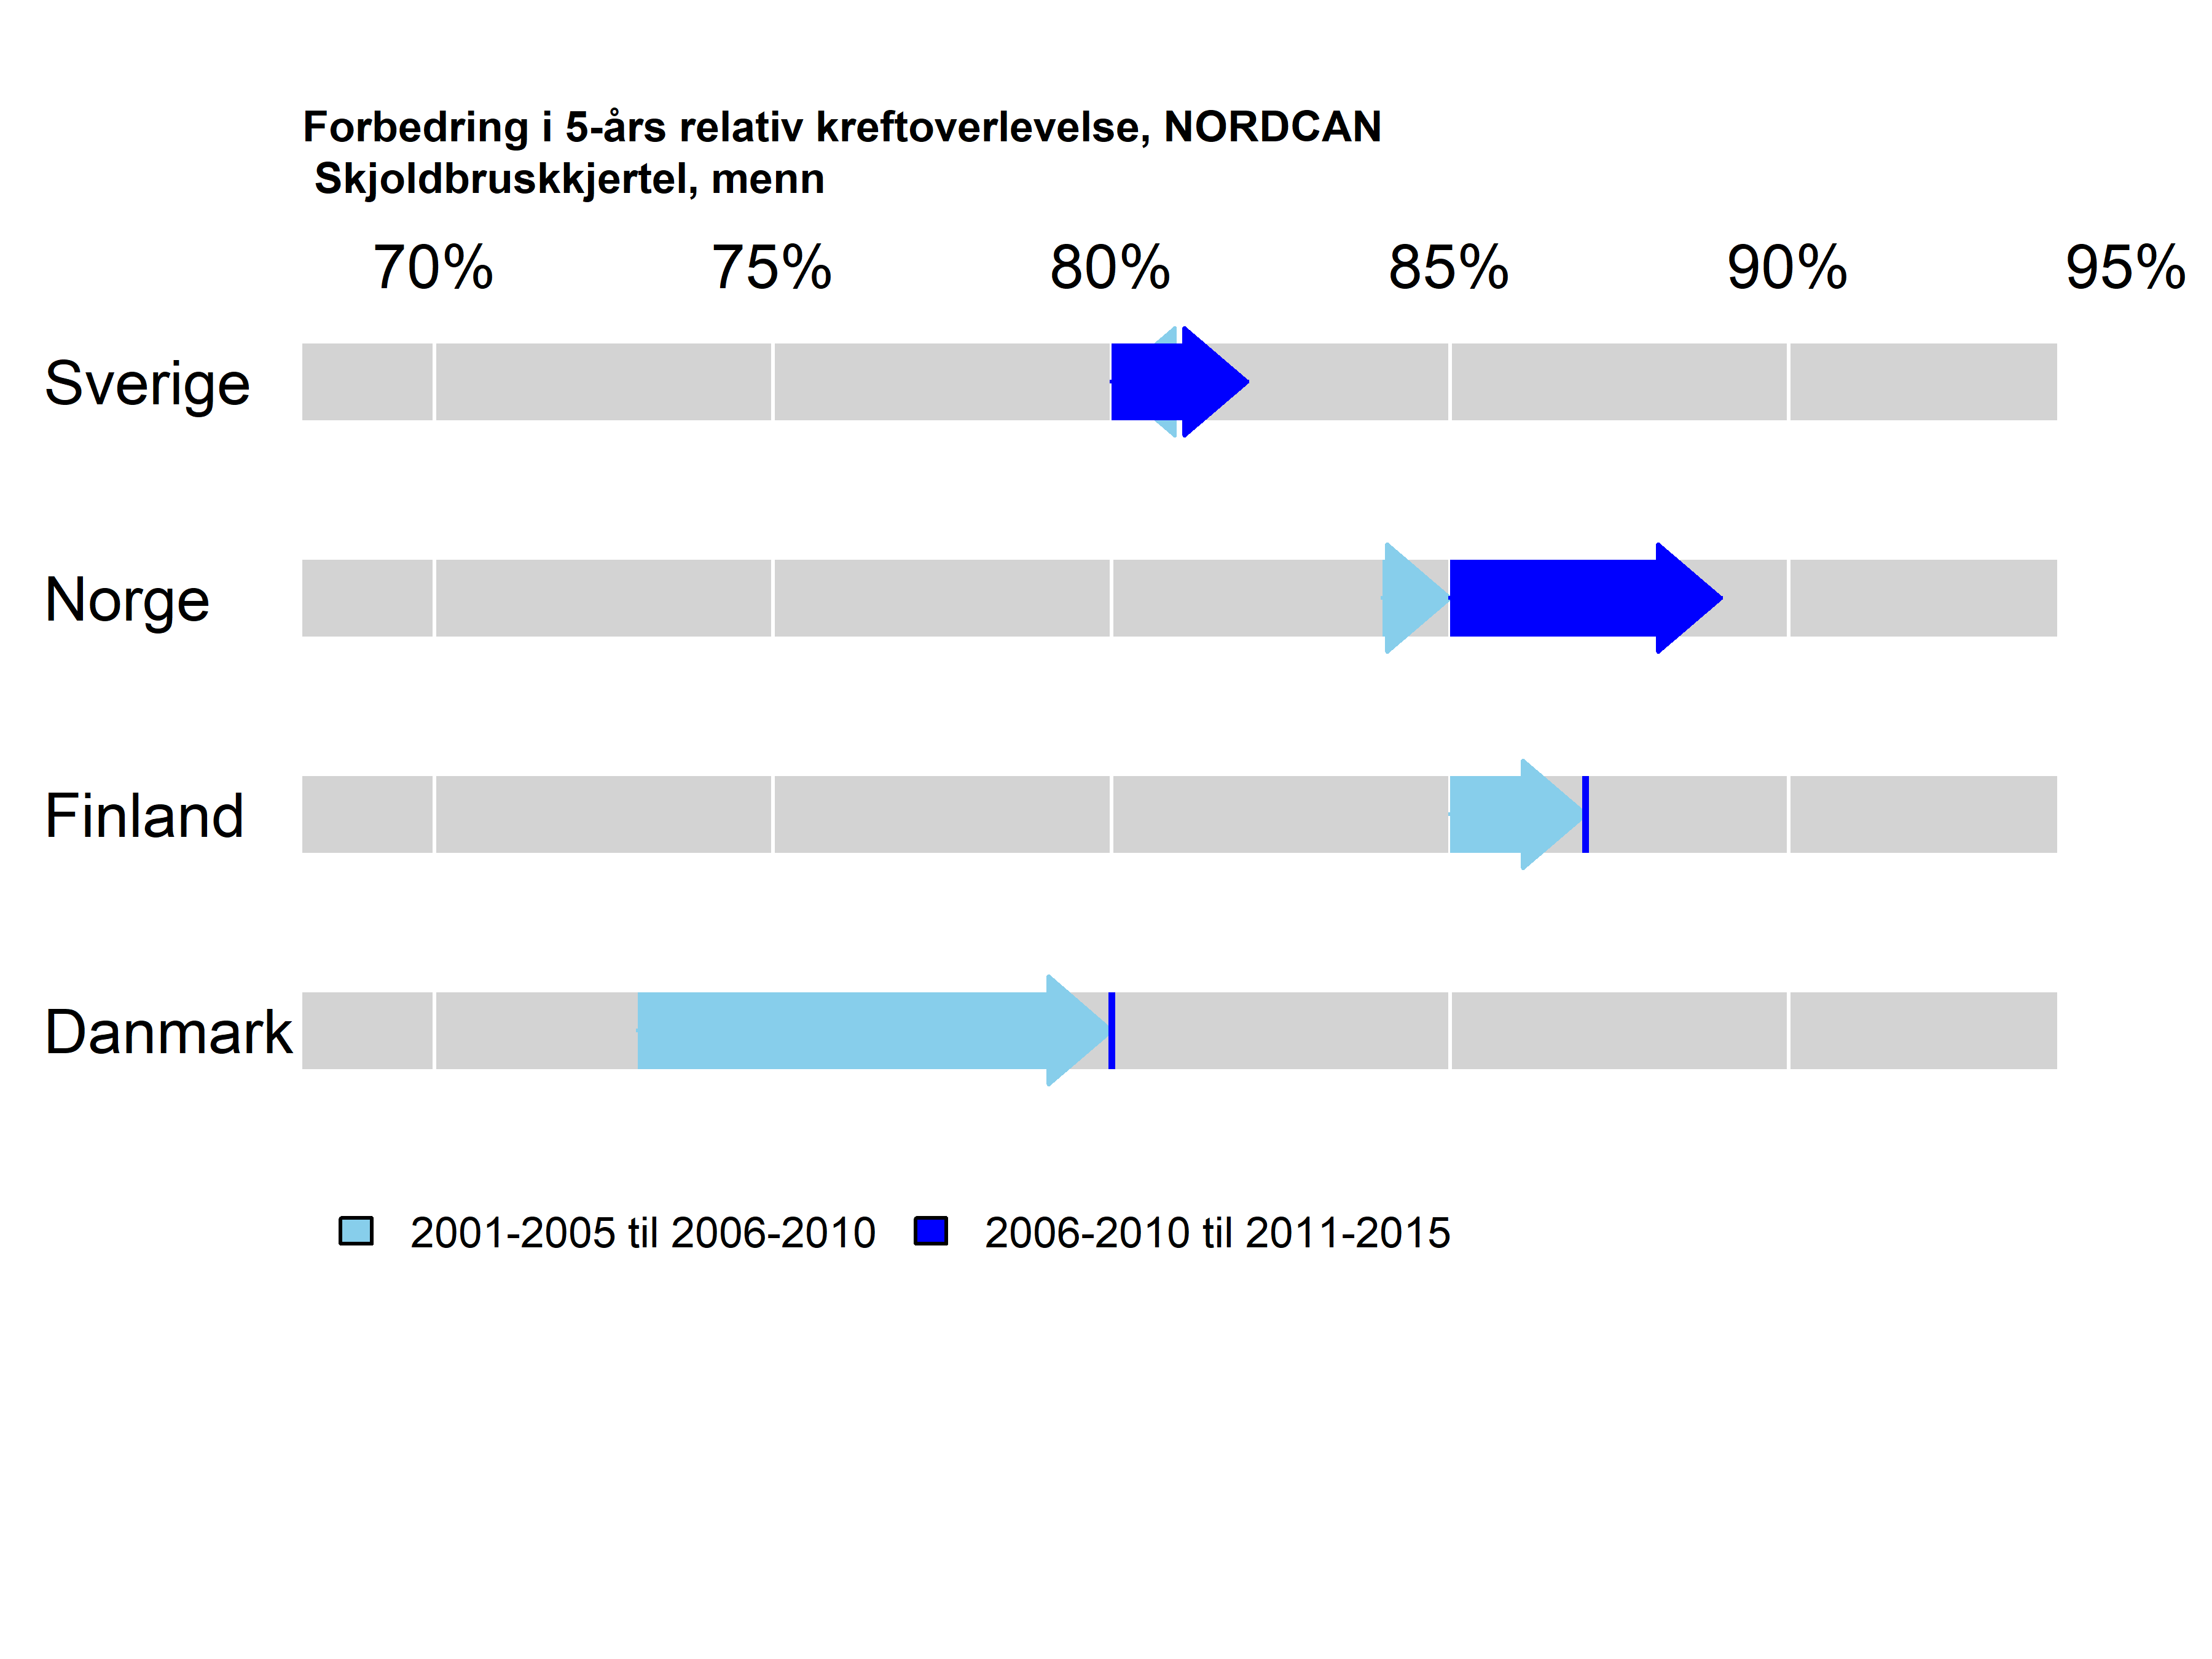 Forbedring i 5-års relativ kreftoverlevelse, NORDCAN
Skjoldbruskkjertel, menn
70% 75% 80% 85% 90% 95%
Sverige
Norge
Finland
Danmark
2001-2005 til 2006-2010 2006-2010 til 2011-2015